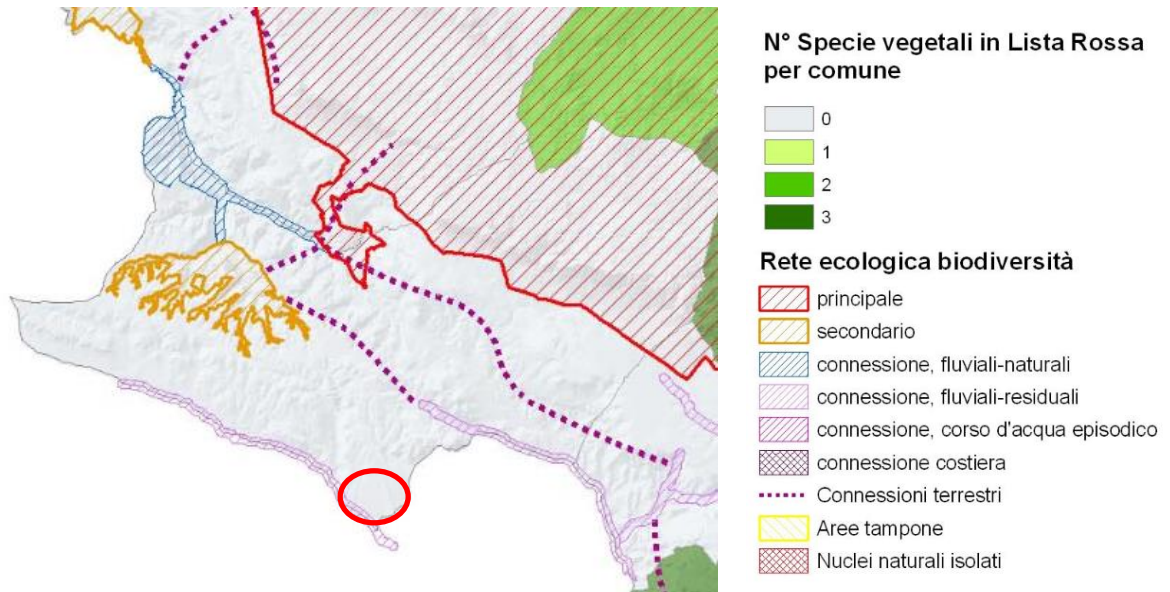 N° Specie vegetali in Lista Rossa
per comune
0
1
2
3
Rete ecologica biodiversità
principale
secondario
connessione, fluviali-naturali
connessione, fluviali-residuali
connessione, corso d'acqua episodico
connessione costiera
Connessioni terrestri
Aree tampone
Nuclei naturali isolati